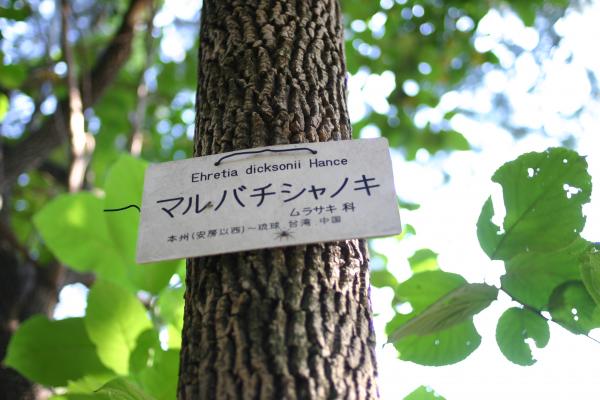 Ehretia dicksonii Hance
マルバチシャノキ
ムラサキ科
本州(安房以西)~琉球 台湾 中国